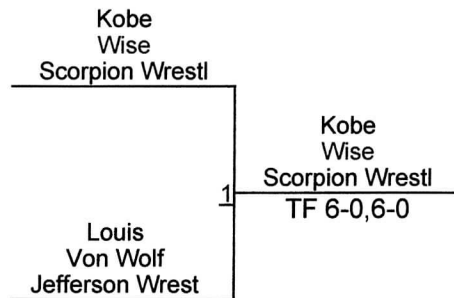 Kobe
Wise
Scorpion Wrestl
Kobe
Wise
Scorpion Wrestl
1
TF 6-0,6-0
Louis
Von Wolf
Jefferson Wrest